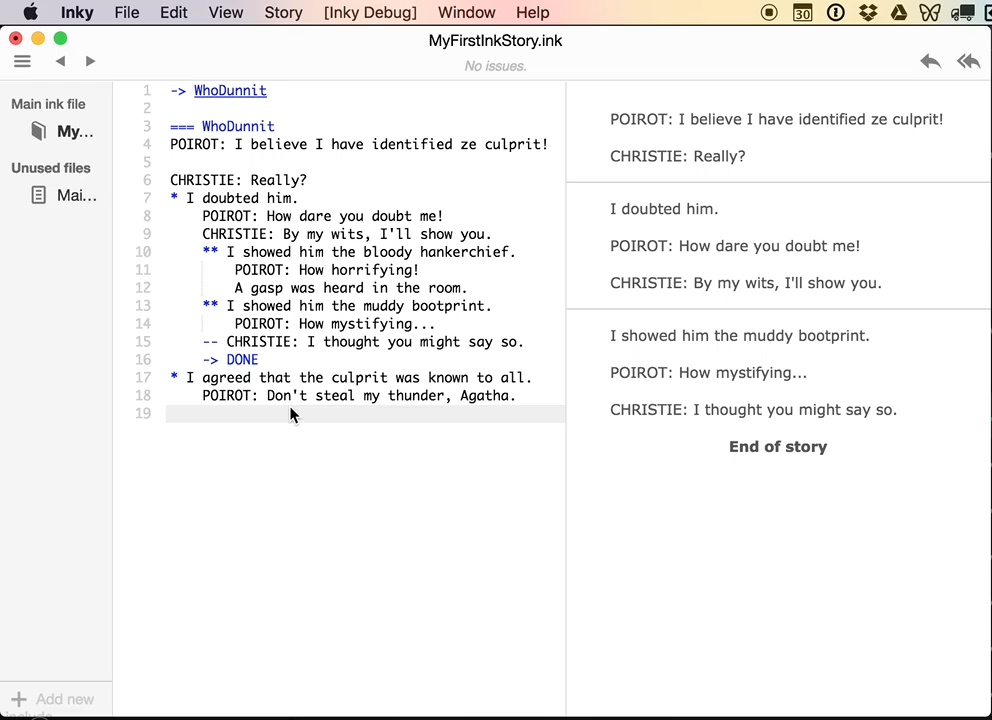 Inky File Edit View Story [Inky Debug] Window Help 30
MyFirstInkStory.ink
No issues.
Main ink file
My...
Unused files
Mai...
Add new
1 -> WhoDunnit
2
3 === WhoDunnit
4 POIROT: I believe I have identified ze culprit!
5
6 CHRISTIE: Really?
7 * I doubted him.
8 POIROT: How dare you doubt me!
9 CHRISTIE: By my wits, I'll show you.
10 ** I showed him the bloody hankerchief.
11 POIROT: How horrifying!
12 A gasp was heard in the room.
13 ** I showed him the muddy bootprint.
14 POIROT: How mystifying...
15 -- CHRISTIE: I thought you might say so.
16 -> DONE
17 * I agreed that the culprit was known to all.
18 POIROT: Don't steal my thunder, Agatha.
19
POIROT: I believe I have identified ze culprit!
CHRISTIE: Really?
I doubted him.
POIROT: How dare you doubt me!
CHRISTIE: By my wits, I'll show you.
I showed him the muddy bootprint.
POIROT: How mystifying...
CHRISTIE: I thought you might say so.
End of story